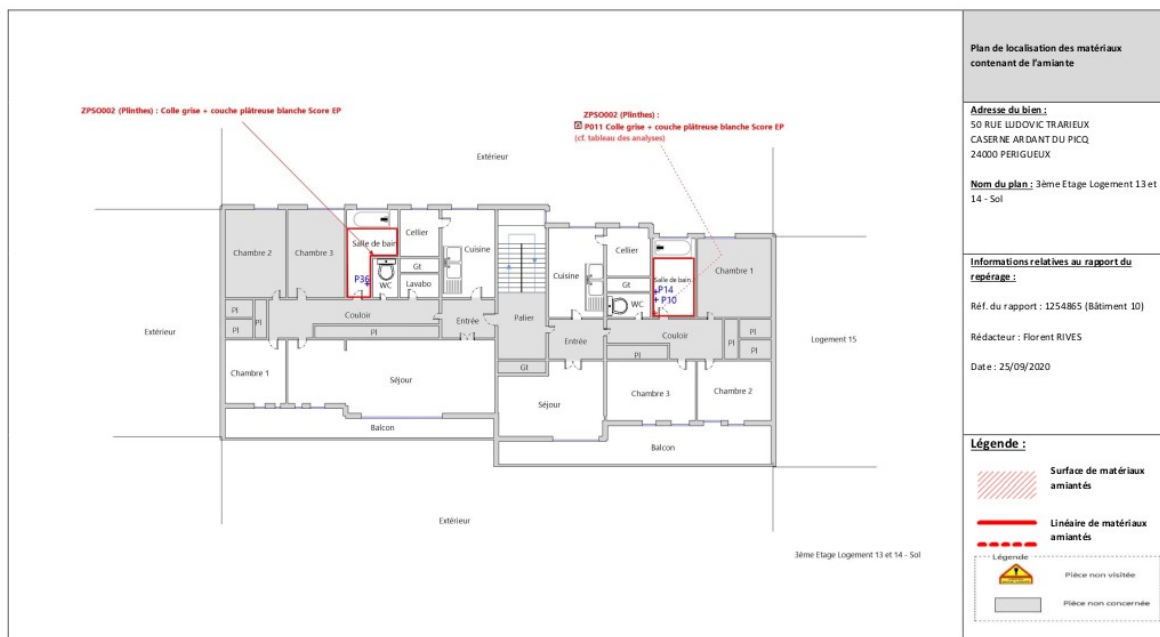 Plan de localisation des matériaux
contenant de l'amiante
Adresse du bien :
50 RUE LUDOVIC TRARIEUX
CASERNE ARDANT DU PICQ
24000 PERIGUEUX
Nom du plan : 3ème Etage Logement 13 et
14 - Sol
Informations relatives au rapport du
repérage :
Réf. du rapport : 1254865 (Bâtiment 10)
Rédacteur : Florent RIVES
Date : 25/09/2020
Légende :
Surface de matériaux
amiantés
Linéaire de matériaux
amiantés
Légende
Pièce non visitée
Pièce non concernée
ZPSO002 (Plinthes) : Colle grise + couche plâtreuse blanche Score EP
ZPSO002 (Plinthes) :
P011 Colle grise + couche plâtreuse blanche Score EP
(cf. tableau des analyses)
Extérieur
Chambre 2
Chambre 3
Salle de bain
Cellier
Cuisine
Gt
Lavabo
WC
P36
Pl
Pl
Pl
Couloir
Pl
Entrée
Palier
Extérieur
Chambre 1
Séjour
Balcon
Cuisine
Cellier
Gt
WC
Salle de bain
P14
P10
Chambre 1
Entrée
Couloir
Pl
Pl
Pl
Pl
Logement 15
Gt
Séjour
Chambre 3
Chambre 2
Balcon
Extérieur
3ème Etage Logement 13 et 14 - Sol